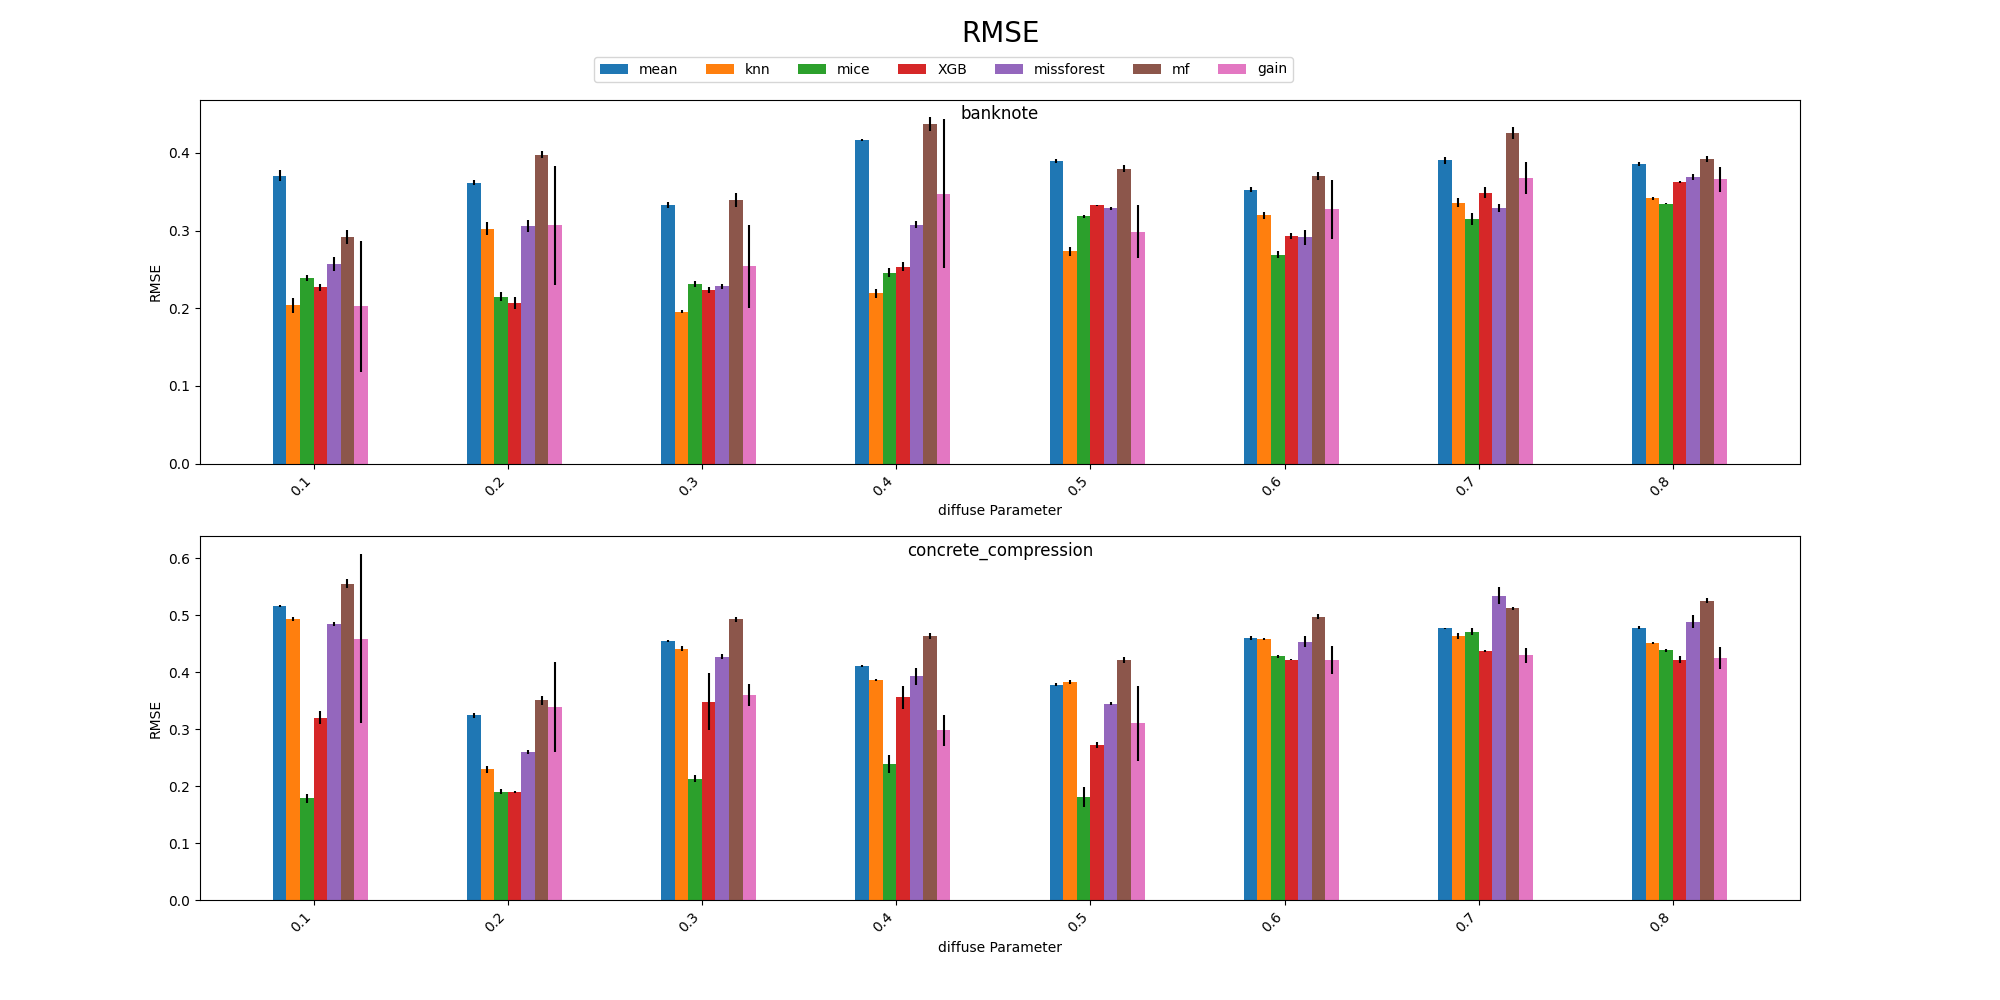 RMSE
mean knn mice XGB missforest mf gain
banknote
0.4
0.3
0.2
0.1
0.0
RMSE
0.1 0.2 0.3 0.4 0.5 0.6 0.7 0.8
diffuse Parameter
concrete_compression
0.6
0.5
0.4
0.3
0.2
0.1
0.0
RMSE
0.1 0.2 0.3 0.4 0.5 0.6 0.7 0.8
diffuse Parameter